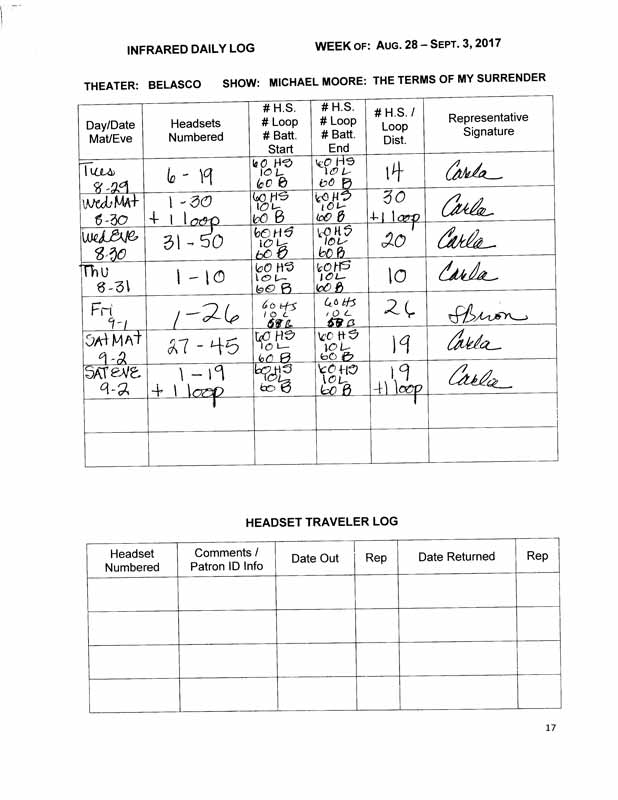 INFRARED DAILY LOG WEEK OF: AUG. 28 – SEPT. 3, 2017
THEATER: BELASCO SHOW: MICHAEL MOORE: THE TERMS OF MY SURRENDER
Day/Date Mat/Eve | Headsets Numbered | # H.S. # Loop # Batt. Start | # H.S. # Loop # Batt. End | # H.S. / Loop Dist. | Representative Signature
Tues 8-29 | 6 - 19 | 60 HS 10 L 60 B | 60 HS 10 L 60 B | 14 | Carla
Wed MAT 8-30 | 1 - 30 + 1 loop | 60 HS 10 L 60 B | 60 HS 10 L 60 B | 30 +1 loop | Carla
Wed EVE 8-30 | 31 - 50 | 60 HS 10 L 60 B | 60 HS 10 L 60 B | 20 | Carla
Thu 8-31 | 1 - 10 | 60 HS 10 L 60 B | 60 HS 10 L 60 B | 10 | Carla
Fri 9-1 | 1 - 26 | 60 HS 10 L | 60 HS 10 L | 26
SAT MAT 9-2 | 27 - 45 | 60 HS 10 L 60 B | 60 HS 10 L 60 B | 19 | Carla
SAT EVE 9-2 | 1 - 19 + 1 loop | 60 HS 10 L 60 B | 60 HS 10 L 60 B | 19 +1 loop | Carla
HEADSET TRAVELER LOG
Headset Numbered | Comments / Patron ID Info | Date Out | Rep | Date Returned | Rep
17